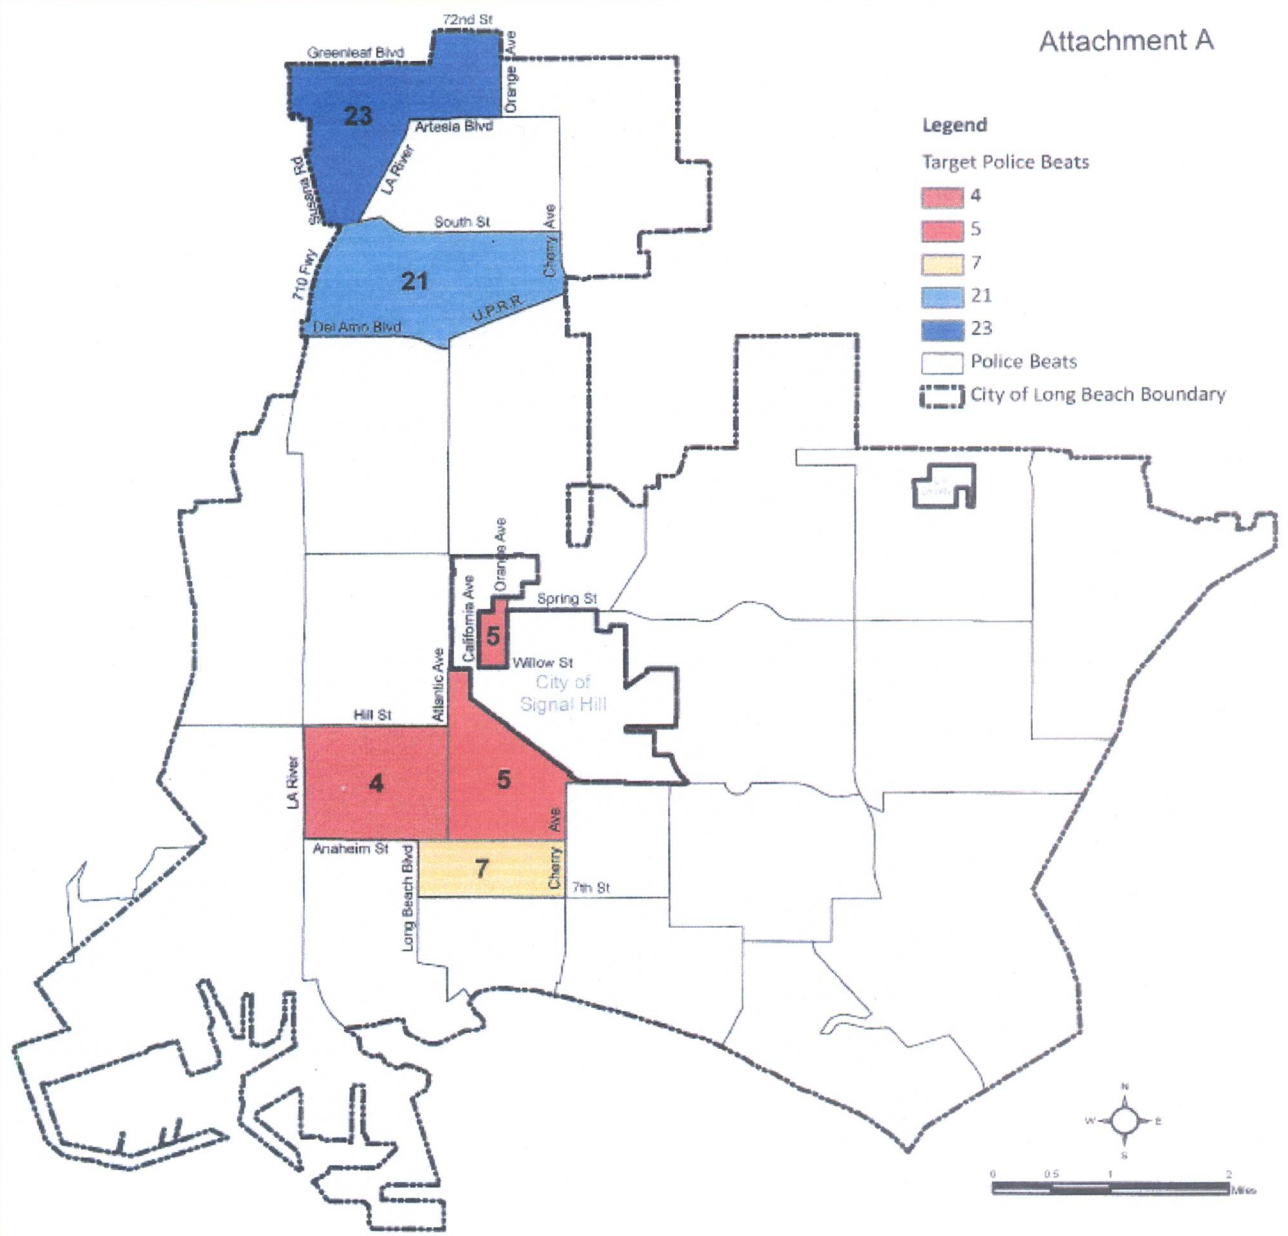 72nd St
Attachment A
Greenleaf Blvd
Orange Ave
23
Artesia Blvd
LA River
Susana Rd
South St
Cherry Ave
710 Fwy
21
U.P.R.R
Del Amo Blvd
Legend
Target Police Beats
4
5
7
21
23
Police Beats
City of Long Beach Boundary
Orange Ave
California Ave
Spring St
5
Willow St
City of
Signal Hill
Atlantic Ave
Hill St
LA River
4
5
Cherry Ave
Anaheim St
Long Beach Blvd
7
7th St
N
W
E
S
0 0.5 1 2
Miles